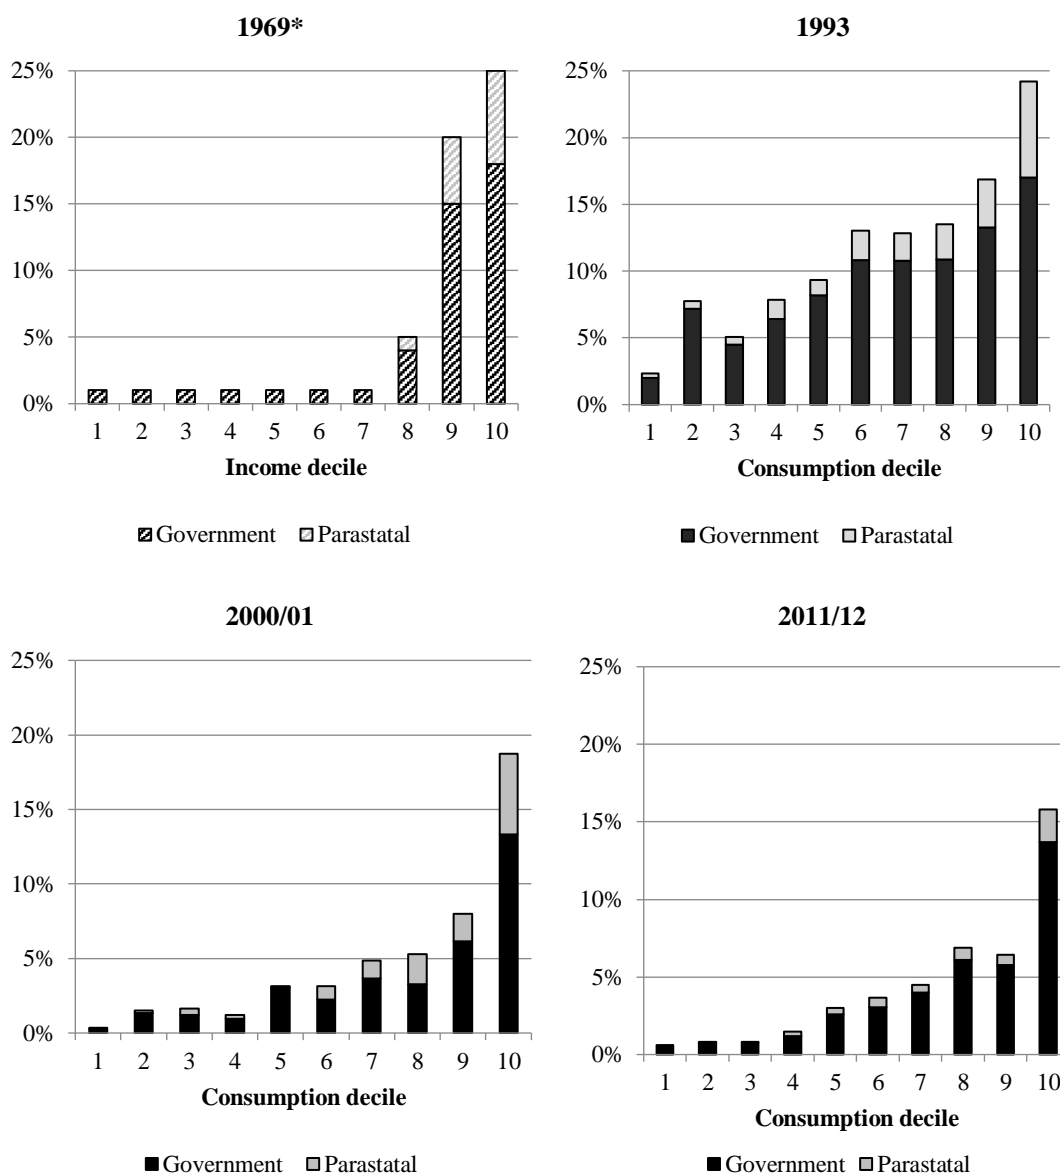 1969*
25%
20%
15%
10%
5%
0%
1 2 3 4 5 6 7 8 9 10
Income decile
Government Parastatal
1993
25%
20%
15%
10%
5%
0%
1 2 3 4 5 6 7 8 9 10
Consumption decile
Government Parastatal
2000/01
25%
20%
15%
10%
5%
0%
1 2 3 4 5 6 7 8 9 10
Consumption decile
Government Parastatal
2011/12
25%
20%
15%
10%
5%
0%
1 2 3 4 5 6 7 8 9 10
Consumption decile
Government Parastatal